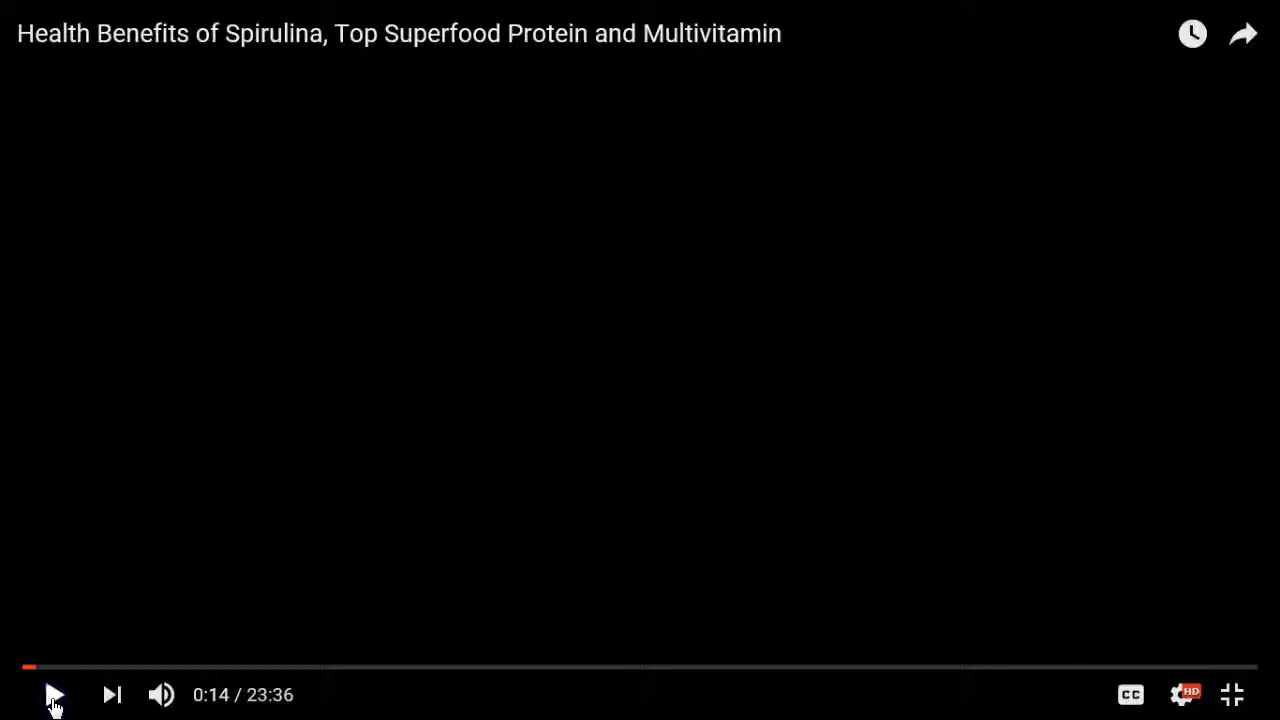 Health Benefits of Spirulina, Top Superfood Protein and Multivitamin
0:14 / 23:36
CC
HD